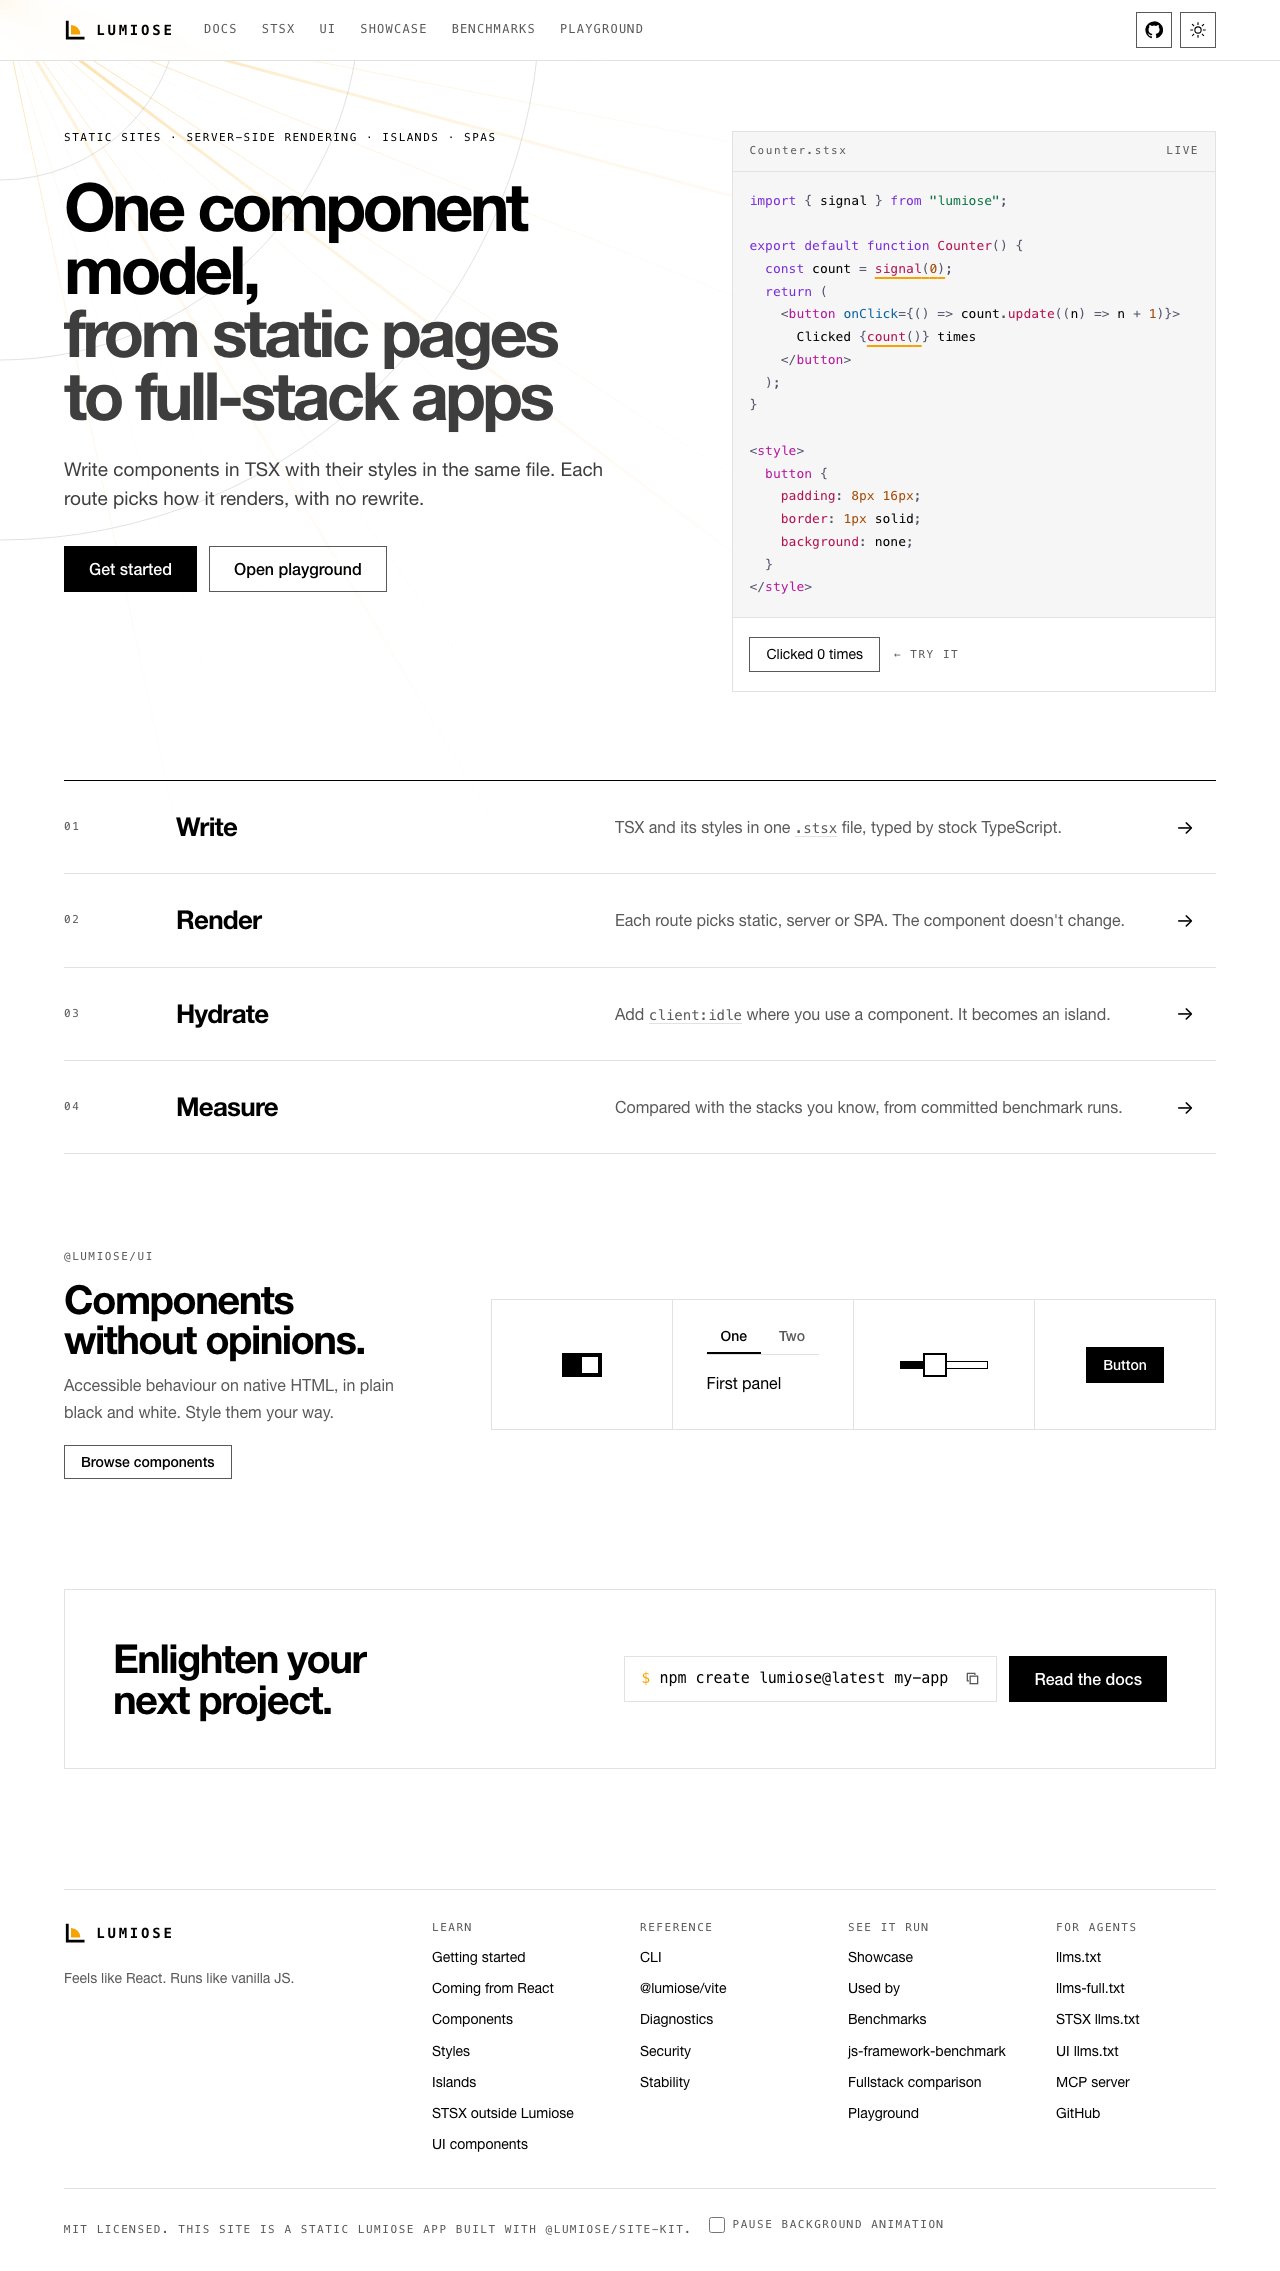 LUMIOSE
DOCS
STSX
UI
SHOWCASE
BENCHMARKS
PLAYGROUND
STATIC SITES · SERVER-SIDE RENDERING · ISLANDS · SPAS
One component
model,
from static pages
to full-stack apps
Write components in TSX with their styles in the same file. Each
route picks how it renders, with no rewrite.
Get started
Open playground
Counter.stsx
LIVE
import { signal } from "lumiose";
export default function Counter() {
  const count = signal(0);
  return (
    <button onClick={() => count.update((n) => n + 1)}>
      Clicked {count()} times
    </button>
  );
}
<style>
  button {
    padding: 8px 16px;
    border: 1px solid;
    background: none;
  }
</style>
Clicked 0 times
← TRY IT
01
Write
TSX and its styles in one .stsx file, typed by stock TypeScript.
→
02
Render
Each route picks static, server or SPA. The component doesn't change.
→
03
Hydrate
Add client:idle where you use a component. It becomes an island.
→
04
Measure
Compared with the stacks you know, from committed benchmark runs.
→
@LUMIOSE/UI
Components
without opinions.
Accessible behaviour on native HTML, in plain
black and white. Style them your way.
Browse components
One
Two
First panel
Button
Enlighten your
next project.
$ npm create lumiose@latest my-app
Read the docs
LUMIOSE
Feels like React. Runs like vanilla JS.
LEARN
Getting started
Coming from React
Components
Styles
Islands
STSX outside Lumiose
UI components
REFERENCE
CLI
@lumiose/vite
Diagnostics
Security
Stability
SEE IT RUN
Showcase
Used by
Benchmarks
js-framework-benchmark
Fullstack comparison
Playground
FOR AGENTS
llms.txt
llms-full.txt
STSX llms.txt
UI llms.txt
MCP server
GitHub
MIT LICENSED. THIS SITE IS A STATIC LUMIOSE APP BUILT WITH @LUMIOSE/SITE-KIT.
PAUSE BACKGROUND ANIMATION